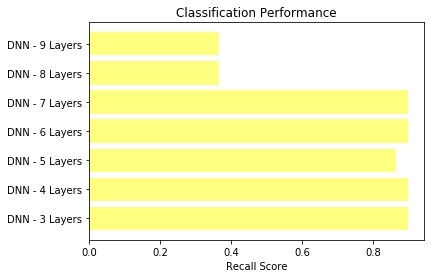 Classification Performance
DNN - 9 Layers
DNN - 8 Layers
DNN - 7 Layers
DNN - 6 Layers
DNN - 5 Layers
DNN - 4 Layers
DNN - 3 Layers
0.0 0.2 0.4 0.6 0.8
Recall Score